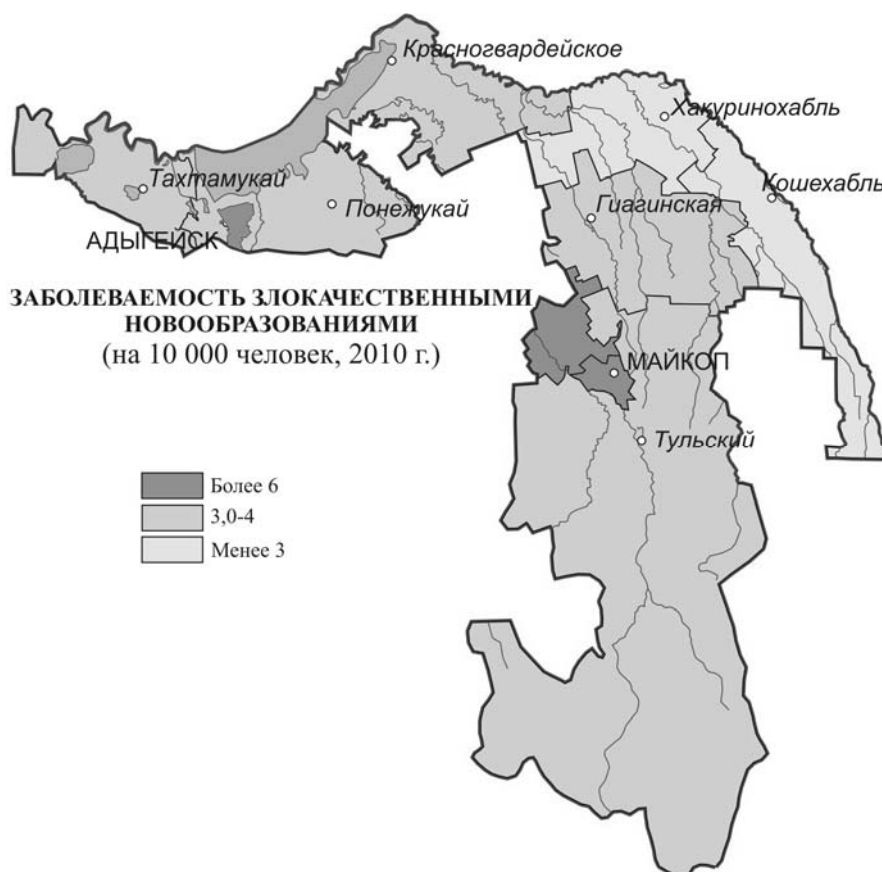 Красногвардейское
Хакуринохабль
Тахтамукай
Кошехабль
Понежукай
Гиагинская
АДЫГЕЙСК
ЗАБОЛЕВАЕМОСТЬ ЗЛОКАЧЕСТВЕННЫМИ
НОВООБРАЗОВАНИЯМИ
(на 10 000 человек, 2010 г.)
МАЙКОП
Тульский
Более 6
3,0-4
Менее 3